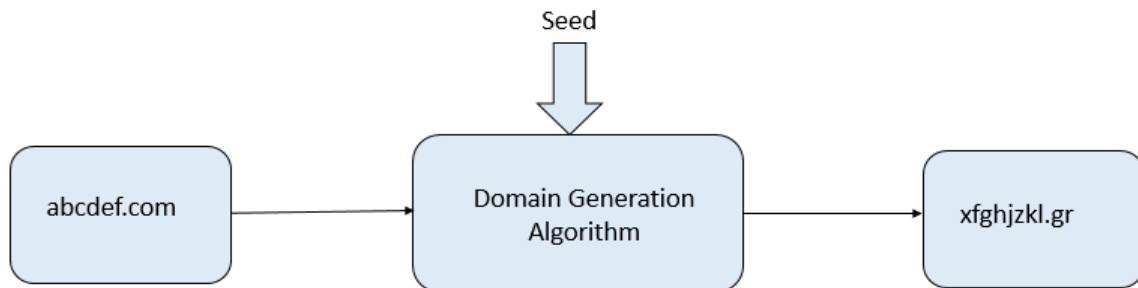 Seed
abcdef.com
Domain Generation
Algorithm
xfghjzkl.gr